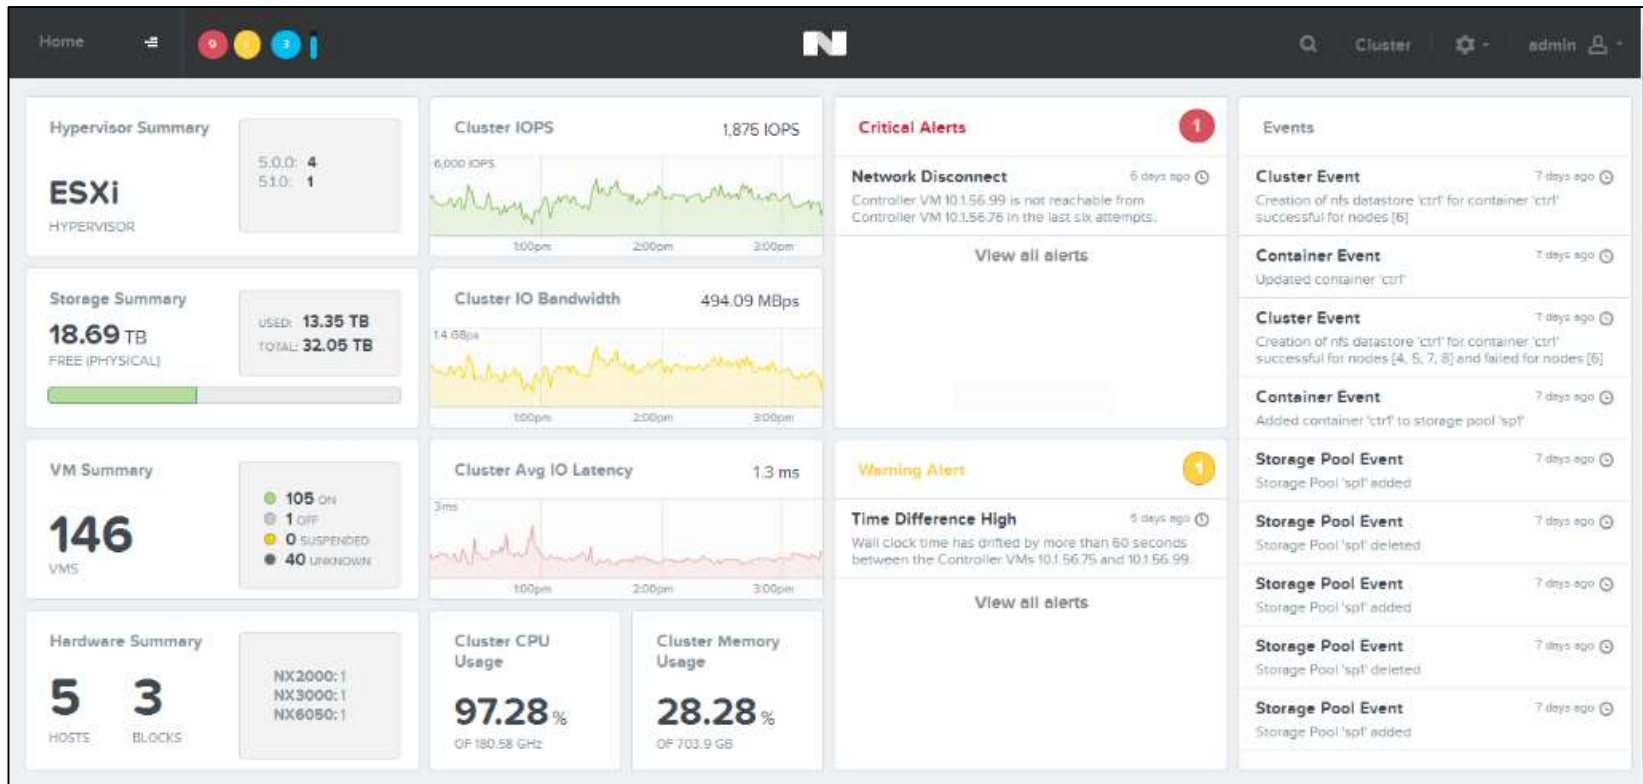 Home
3
Cluster
admin
Hypervisor Summary
ESXi
HYPERVISOR
5.0.0: 4
5.1.0: 1
Storage Summary
18.69 TB
FREE (PHYSICAL)
USED: 13.35 TB
TOTAL: 32.05 TB
VM Summary
146
VMS
105 ON
1 OFF
0 SUSPENDED
40 UNKNOWN
Hardware Summary
5
HOSTS
3
BLOCKS
NX2000: 1
NX3000: 1
NX6050: 1
Cluster IOPS
1,875 IOPS
6,000 IOPS
1:00pm 2:00pm 3:00pm
Cluster IO Bandwidth
494.09 MBps
1.4 GBps
1:00pm 2:00pm 3:00pm
Cluster Avg IO Latency
1.3 ms
3ms
1:00pm 2:00pm 3:00pm
Cluster CPU
Usage
97.28 %
OF 180.58 GHz
Cluster Memory
Usage
28.28 %
OF 703.9 GB
Critical Alerts
1
Network Disconnect
6 days ago
Controller VM 10.1.56.99 is not reachable from
Controller VM 10.1.56.76 in the last six attempts.
View all alerts
Warning Alert
1
Time Difference High
5 days ago
Wall clock time has drifted by more than 60 seconds
between the Controller VMs 10.1.56.75 and 10.1.56.99.
View all alerts
Events
Cluster Event
7 days ago
Creation of nfs datastore 'ctr1' for container 'ctr1'
successful for nodes [6]
Container Event
7 days ago
Updated container 'ctr1'
Cluster Event
7 days ago
Creation of nfs datastore 'ctr1' for container 'ctr1'
successful for nodes [4, 5, 7, 8] and failed for nodes [6]
Container Event
7 days ago
Added container 'ctr1' to storage pool 'sp1'
Storage Pool Event
7 days ago
Storage Pool 'sp1' added
Storage Pool Event
7 days ago
Storage Pool 'sp1' deleted
Storage Pool Event
7 days ago
Storage Pool 'sp1' added
Storage Pool Event
7 days ago
Storage Pool 'sp1' deleted
Storage Pool Event
7 days ago
Storage Pool 'sp1' added